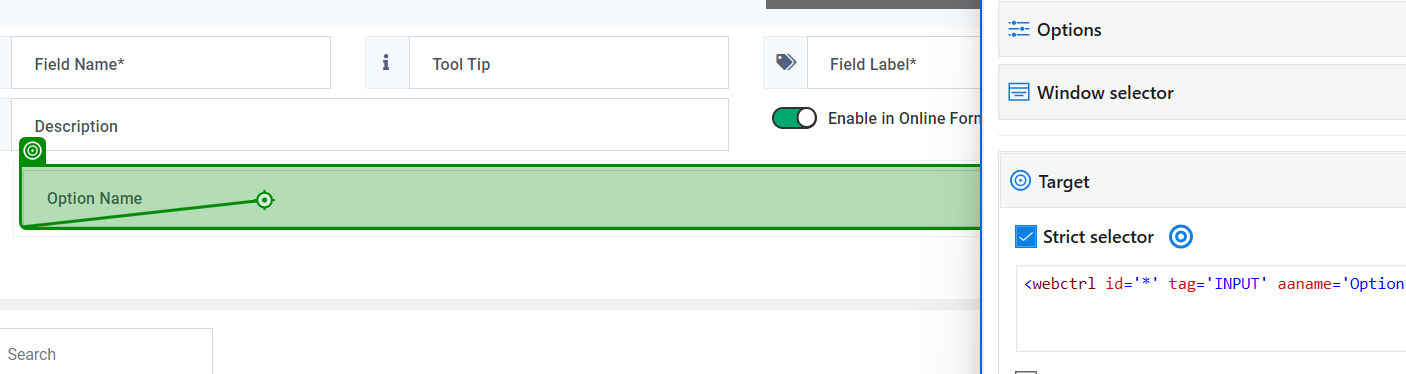 Field Name*
Tool Tip
Field Label*
Description
Enable in Online Form
Option Name
Search
Options
Window selector
Target
Strict selector
<webctrl id='*' tag='INPUT' aaname='Option